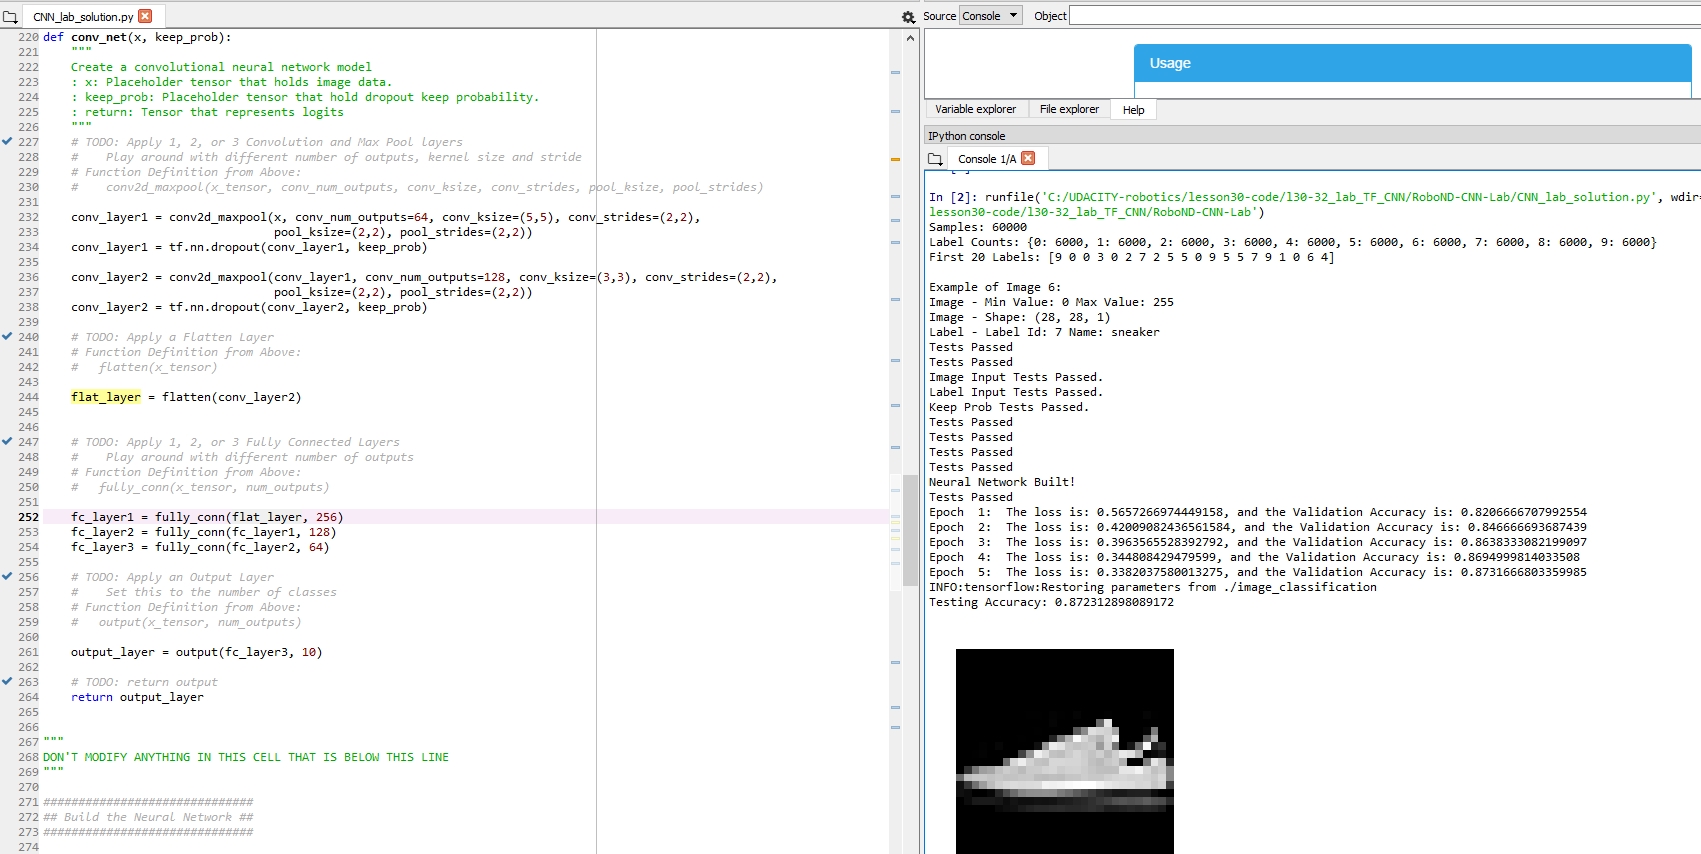 CNN_lab_solution.py
220 def conv_net(x, keep_prob):
221 """
222 Create a convolutional neural network model
223 : x: Placeholder tensor that holds image data.
224 : keep_prob: Placeholder tensor that hold dropout keep probability.
225 : return: Tensor that represents logits
226 """
227 # TODO: Apply 1, 2, or 3 Convolution and Max Pool layers
228 #    Play around with different number of outputs, kernel size and stride
229 # Function Definition from Above:
230 #    conv2d_maxpool(x_tensor, conv_num_outputs, conv_ksize, conv_strides, pool_ksize, pool_strides)
231
232 conv_layer1 = conv2d_maxpool(x, conv_num_outputs=64, conv_ksize=(5,5), conv_strides=(2,2),
233 pool_ksize=(2,2), pool_strides=(2,2))
234 conv_layer1 = tf.nn.dropout(conv_layer1, keep_prob)
235
236 conv_layer2 = conv2d_maxpool(conv_layer1, conv_num_outputs=128, conv_ksize=(3,3), conv_strides=(2,2),
237 pool_ksize=(2,2), pool_strides=(2,2))
238 conv_layer2 = tf.nn.dropout(conv_layer2, keep_prob)
239
240 # TODO: Apply a Flatten Layer
241 # Function Definition from Above:
242 #   flatten(x_tensor)
243
244 flat_layer = flatten(conv_layer2)
245
246
247 # TODO: Apply 1, 2, or 3 Fully Connected Layers
248 #    Play around with different number of outputs
249 # Function Definition from Above:
250 #   fully_conn(x_tensor, num_outputs)
251
252 fc_layer1 = fully_conn(flat_layer, 256)
253 fc_layer2 = fully_conn(fc_layer1, 128)
254 fc_layer3 = fully_conn(fc_layer2, 64)
255
256 # TODO: Apply an Output Layer
257 #    Set this to the number of classes
258 # Function Definition from Above:
259 #   output(x_tensor, num_outputs)
260
261 output_layer = output(fc_layer3, 10)
262
263 # TODO: return output
264 return output_layer
265
266
267 """
268 DON'T MODIFY ANYTHING IN THIS CELL THAT IS BELOW THIS LINE
269 """
270
271 ##############################
272 ## Build the Neural Network ##
273 ##############################
274
Source Console Object
Usage
Variable explorer File explorer Help
IPython console
Console 1/A
In [2]: runfile('C:/UDACITY-robotics/lesson30-code/l30-32_lab_TF_CNN/RoboND-CNN-Lab/CNN_lab_solution.py', wdir=
lesson30-code/l30-32_lab_TF_CNN/RoboND-CNN-Lab')
Samples: 60000
Label Counts: {0: 6000, 1: 6000, 2: 6000, 3: 6000, 4: 6000, 5: 6000, 6: 6000, 7: 6000, 8: 6000, 9: 6000}
First 20 Labels: [9 0 0 3 0 2 7 2 5 5 0 9 5 5 7 9 1 0 6 4]
Example of Image 6:
Image - Min Value: 0 Max Value: 255
Image - Shape: (28, 28, 1)
Label - Label Id: 7 Name: sneaker
Tests Passed
Tests Passed
Image Input Tests Passed.
Label Input Tests Passed.
Keep Prob Tests Passed.
Tests Passed
Tests Passed
Tests Passed
Tests Passed
Neural Network Built!
Tests Passed
Epoch  1:  The loss is: 0.5657266974449158, and the Validation Accuracy is: 0.8206666707992554
Epoch  2:  The loss is: 0.42009082436561584, and the Validation Accuracy is: 0.846666693687439
Epoch  3:  The loss is: 0.3963565528392792, and the Validation Accuracy is: 0.8638333082199097
Epoch  4:  The loss is: 0.344808429479599, and the Validation Accuracy is: 0.8694999814033508
Epoch  5:  The loss is: 0.3382037580013275, and the Validation Accuracy is: 0.8731666803359985
INFO:tensorflow:Restoring parameters from ./image_classification
Testing Accuracy: 0.872312898089172